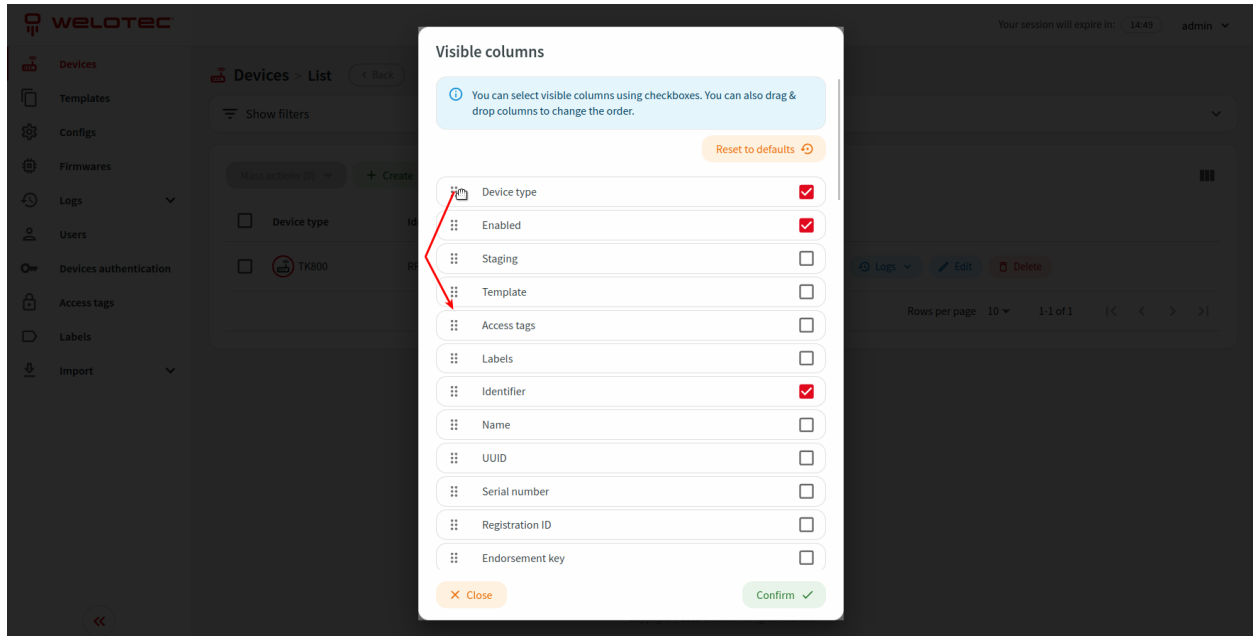 WELOTEC
Your session will expire in: 14:49 admin
Devices
Templates
Configs
Firmwares
Logs
Users
Devices authentication
Access tags
Labels
Import
Devices > List < Back
Show filters
Mass actions (0)
+ Create
Device type
TK800
Logs Edit Delete
Rows per page 10 1-1 of 1
Visible columns
You can select visible columns using checkboxes. You can also drag &
drop columns to change the order.
Reset to defaults
Device type
Enabled
Staging
Template
Access tags
Labels
Identifier
Name
UUID
Serial number
Registration ID
Endorsement key
Close
Confirm